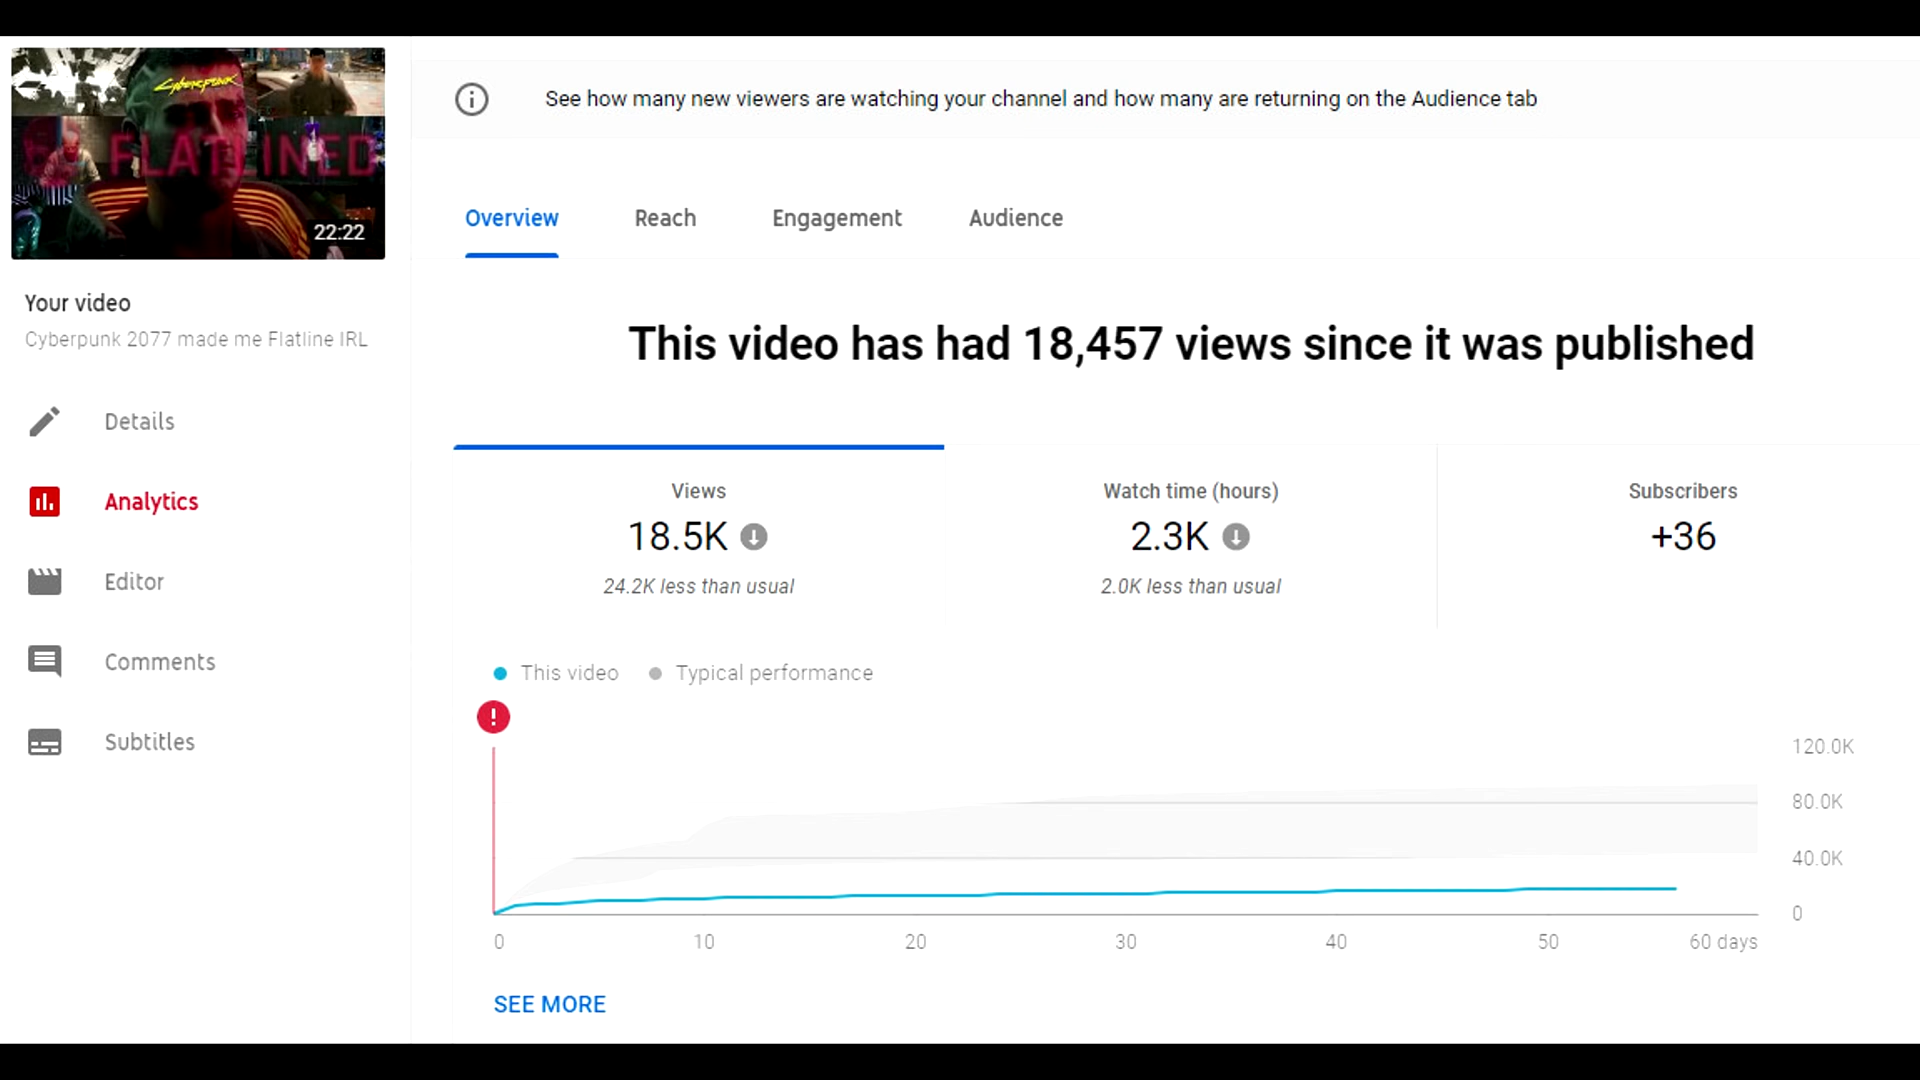 CYBERPUNK
FLATLINED
22:22
Your video
Cyberpunk 2077 made me Flatline IRL
Details
Analytics
Editor
Comments
Subtitles
See how many new viewers are watching your channel and how many are returning on the Audience tab
Overview Reach Engagement Audience
This video has had 18,457 views since it was published
Views
18.5K
24.2K less than usual
Watch time (hours)
2.3K
2.0K less than usual
Subscribers
+36
This video Typical performance
!
120.0K
80.0K
40.0K
0
0 10 20 30 40 50 60 days
SEE MORE